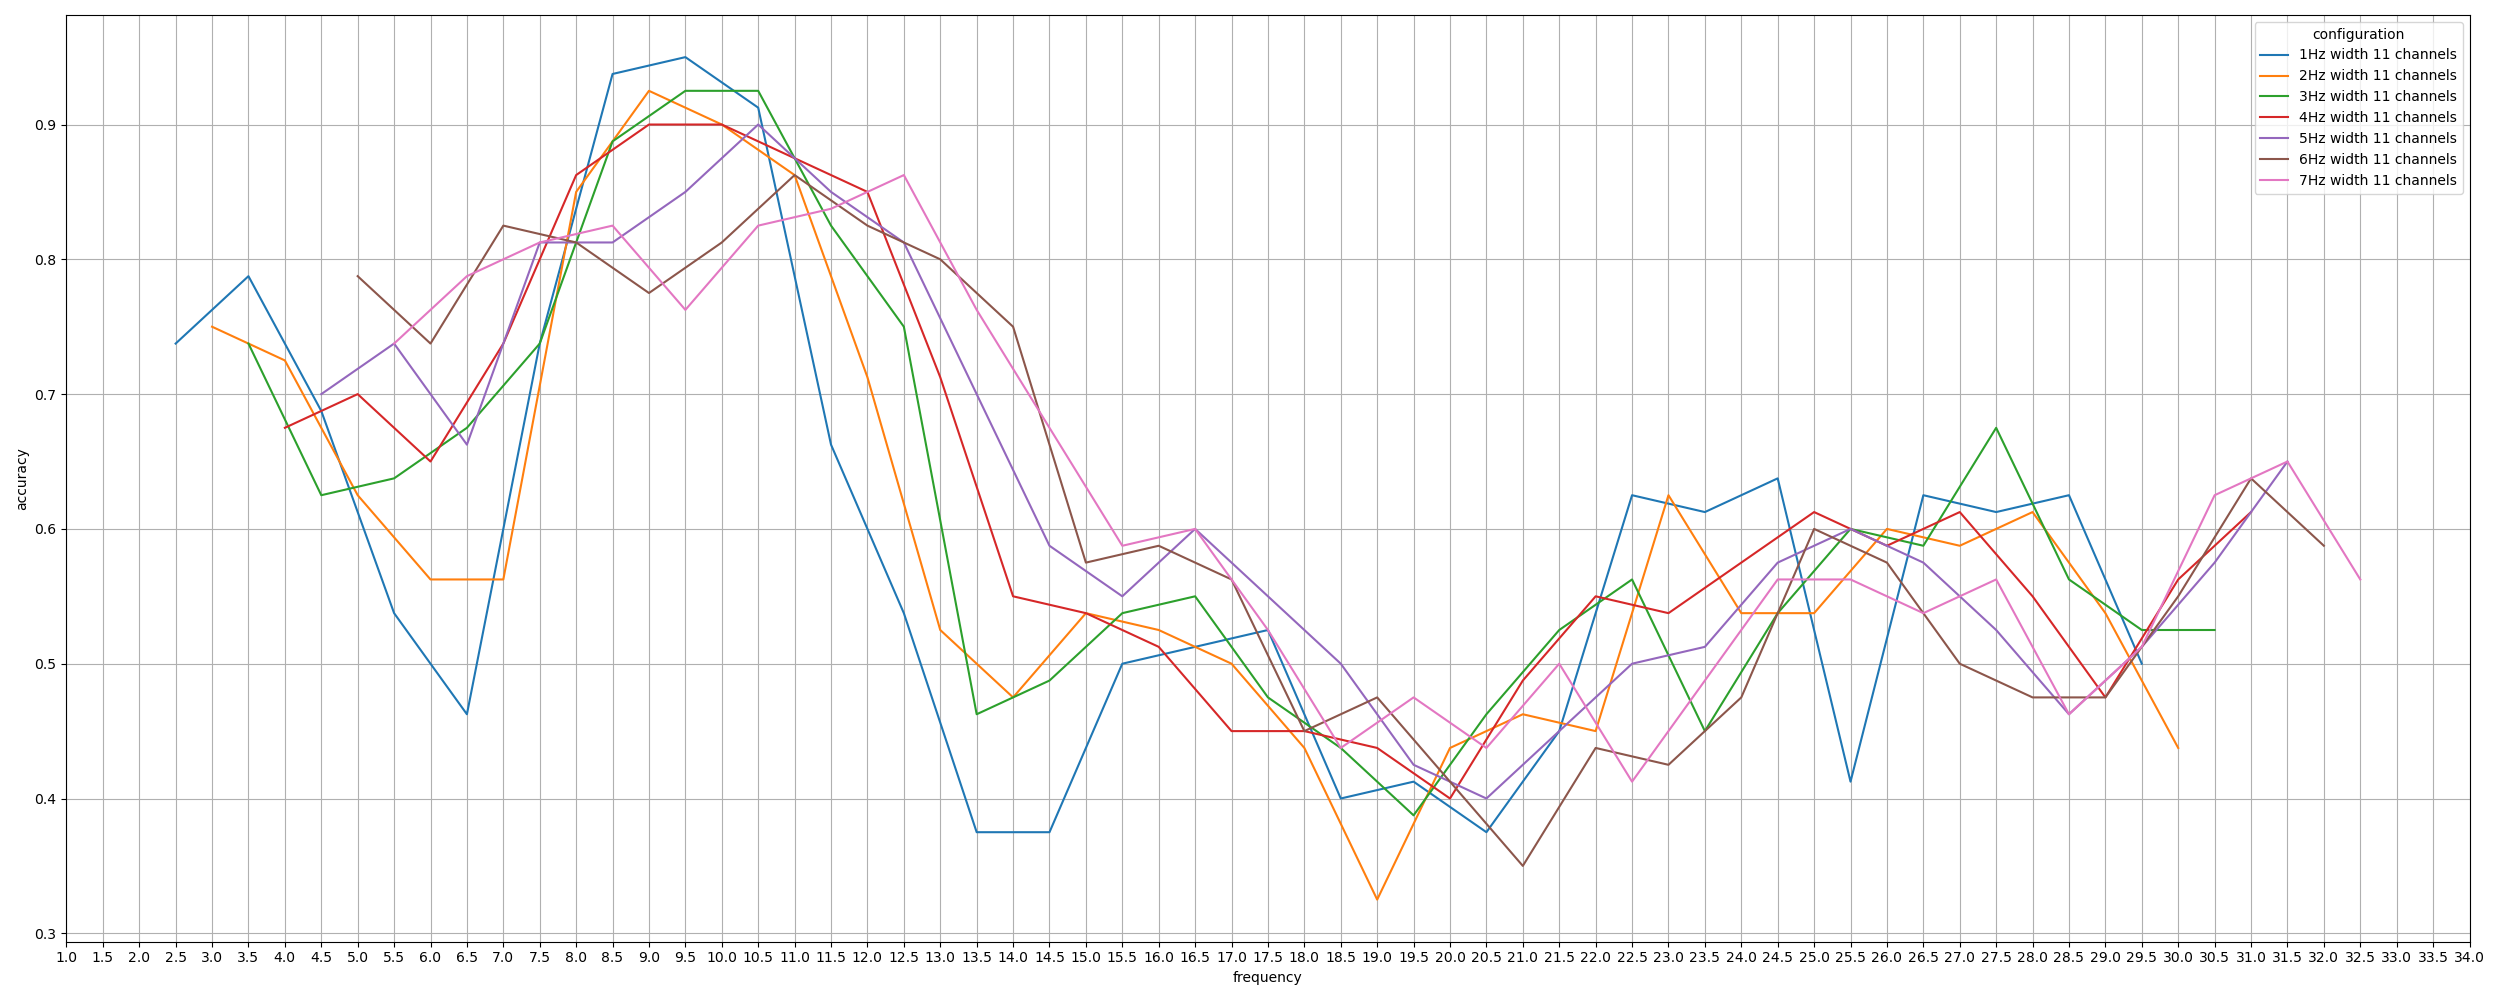 configuration
1Hz width 11 channels
2Hz width 11 channels
3Hz width 11 channels
4Hz width 11 channels
5Hz width 11 channels
6Hz width 11 channels
7Hz width 11 channels
accuracy
0.9
0.8
0.7
0.6
0.5
0.4
0.3
1.0 1.5 2.0 2.5 3.0 3.5 4.0 4.5 5.0 5.5 6.0 6.5 7.0 7.5 8.0 8.5 9.0 9.5 10.0 10.5 11.0 11.5 12.0 12.5 13.0 13.5 14.0 14.5 15.0 15.5 16.0 16.5 17.0 17.5 18.0 18.5 19.0 19.5 20.0 20.5 21.0 21.5 22.0 22.5 23.0 23.5 24.0 24.5 25.0 25.5 26.0 26.5 27.0 27.5 28.0 28.5 29.0 29.5 30.0 30.5 31.0 31.5 32.0 32.5 33.0 33.5 34.0
frequency